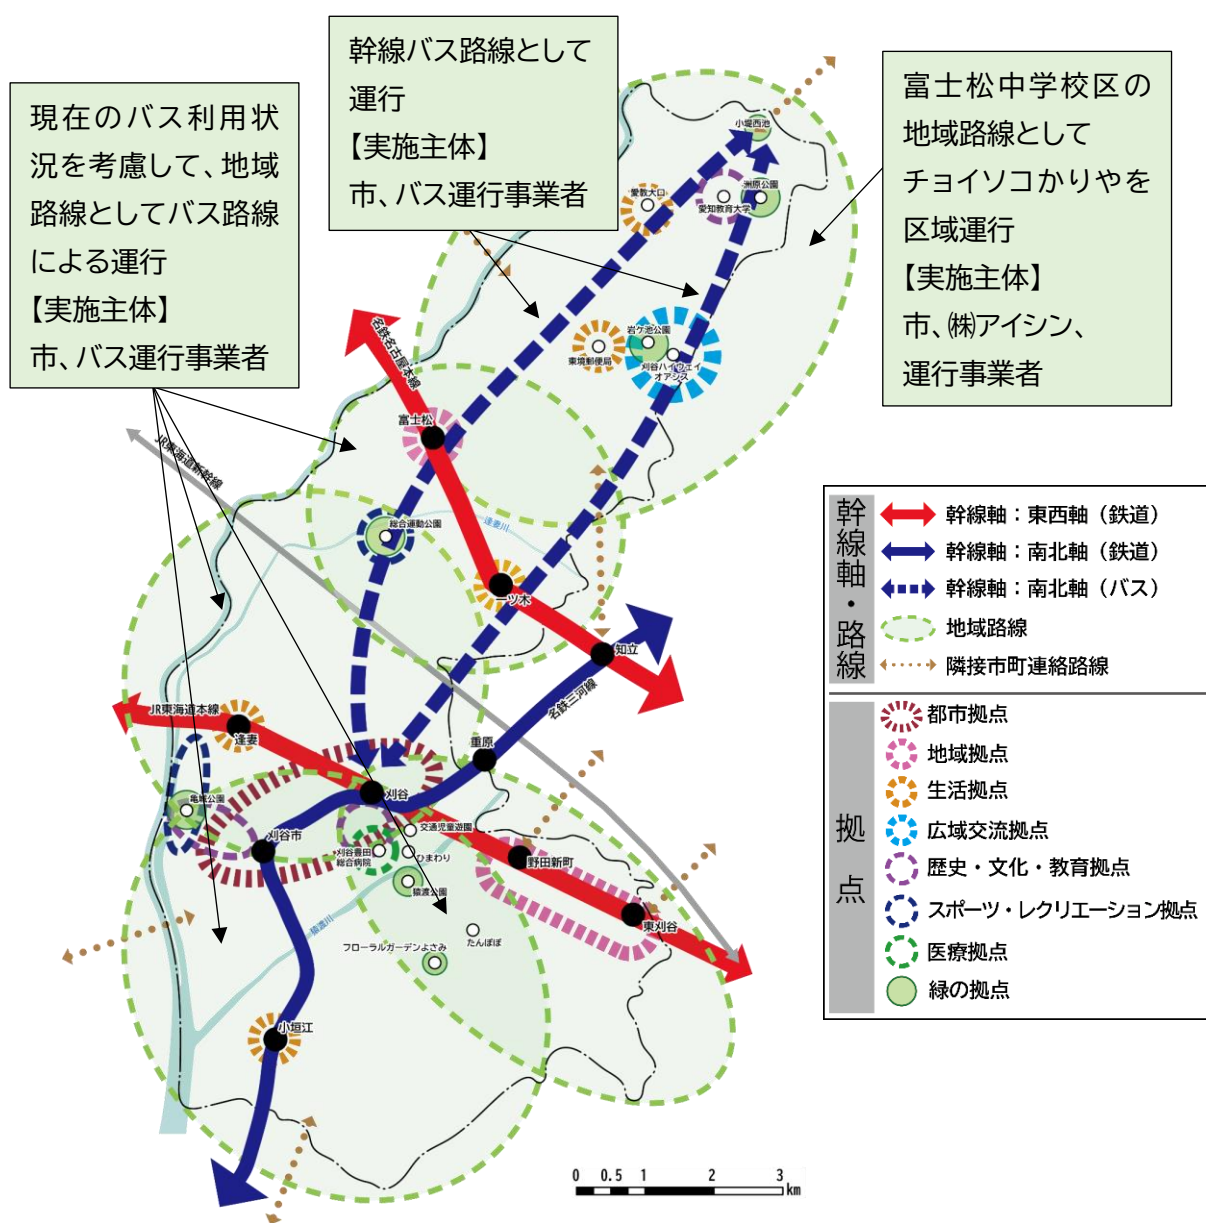 現在のバス利用状
況を考慮して、地域
路線としてバス路線
による運行
【実施主体】
市、バス運行事業者
幹線バス路線として
運行
【実施主体】
市、バス運行事業者
富士松中学校区の
地域路線として
チョイソコかりやを
区域運行
【実施主体】
市、㈱アイシン、
運行事業者
小堤西池
愛教大口
愛知教育大学
洲原公園
名鉄名古屋本線
東境郵便局
岩ケ池公園
刈谷ハイウェイ
オアシス
富士松
JR東海道新幹線
総合運動公園
逢妻川
一ツ木
知立
名鉄三河線
JR東海道本線
逢妻
重原
刈谷
亀城公園
刈谷市
交通児童遊園
刈谷豊田
総合病院
ひまわり
野田新町
猿渡公園
東刈谷
猿渡川
たんぽぽ
フローラルガーデンよさみ
小垣江
幹線軸・路線
幹線軸：東西軸（鉄道）
幹線軸：南北軸（鉄道）
幹線軸：南北軸（バス）
地域路線
隣接市町連絡路線
拠点
都市拠点
地域拠点
生活拠点
広域交流拠点
歴史・文化・教育拠点
スポーツ・レクリエーション拠点
医療拠点
緑の拠点
0 0.5 1 2 3
km